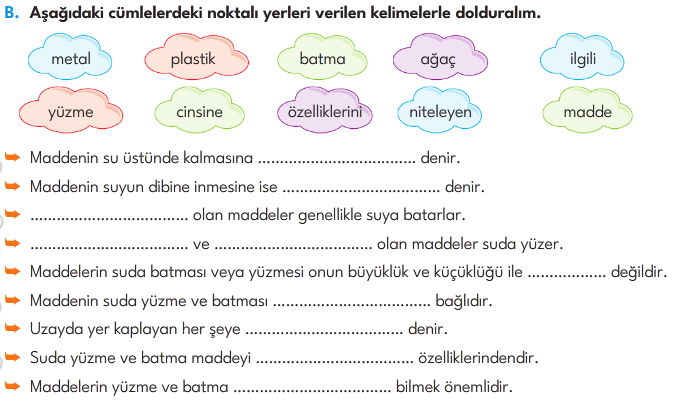 B. Aşağıdaki cümlelerdeki noktalı yerleri verilen kelimelerle dolduralım.
metal plastik batma ağaç ilgili
yüzme cinsine özelliklerini niteleyen madde
Maddenin su üstünde kalmasına .................................... denir.
Maddenin suyun dibine inmesine ise .................................... denir.
.................................... olan maddeler genellikle suya batarlar.
.................................... ve .................................... olan maddeler suda yüzer.
Maddelerin suda batması veya yüzmesi onun büyüklük ve küçüklüğü ile .................. değildir.
Maddenin suda yüzme ve batması .................................... bağlıdır.
Uzayda yer kaplayan her şeye .................................... denir.
Suda yüzme ve batma maddeyi .................................... özelliklerindendir.
Maddelerin yüzme ve batma .................................... bilmek önemlidir.